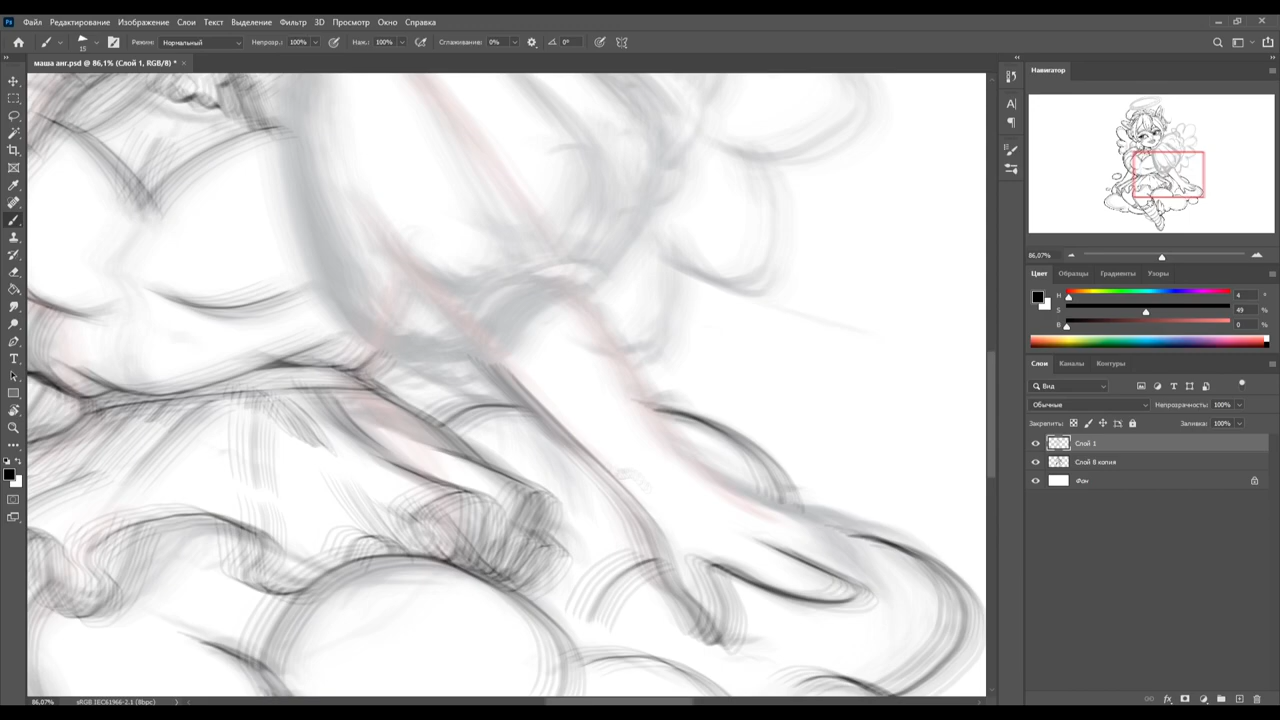 Ps Файл Редактирование Изображение Слои Текст Выделение Фильтр 3D Просмотр Окно Справка
15 Режим: Нормальный Непрозр.: 100% Наж.: 100% Сглаживание: 0% 0°
маша анг.psd @ 86,1% (Слой 1, RGB/8) *
Навигатор
86,07%
Цвет Образцы Градиенты Узоры
H 4 °
S 49 %
B 0 %
Слои Каналы Контуры
Вид
Обычные Непрозрачность: 100%
Закрепить: Заливка: 100%
Слой 1
Слой 8 копия
Фон
86,07% sRGB IEC61966-2.1 (8bpc)